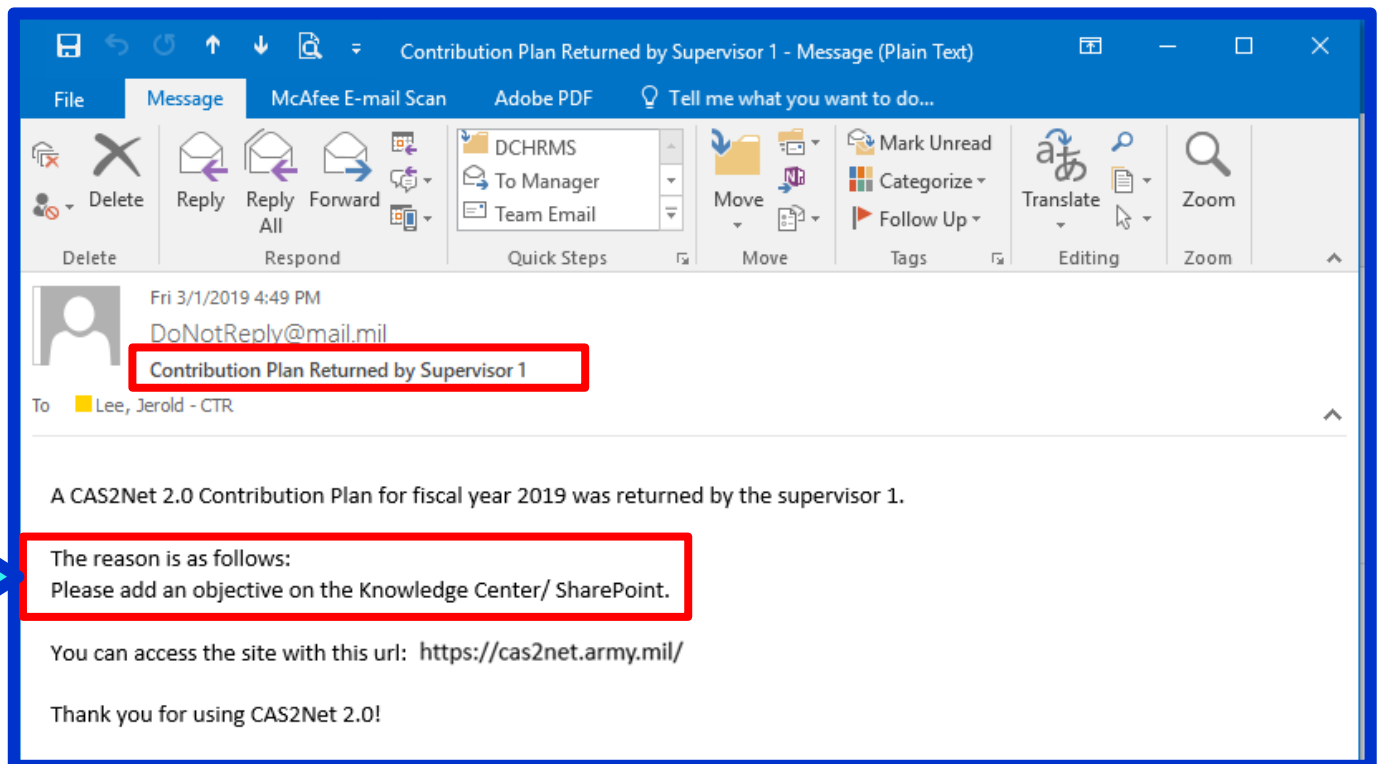 Contribution Plan Returned by Supervisor 1 - Message (Plain Text)
File Message McAfee E-mail Scan Adobe PDF Tell me what you want to do...
Delete
Reply
Reply All
Forward
DCHRMS
To Manager
Team Email
Move
Mark Unread
Categorize
Follow Up
Translate
Zoom
Delete Respond Quick Steps Move Tags Editing Zoom
Fri 3/1/2019 4:49 PM
DoNotReply@mail.mil
Contribution Plan Returned by Supervisor 1
To Lee, Jerold - CTR
A CAS2Net 2.0 Contribution Plan for fiscal year 2019 was returned by the supervisor 1.
The reason is as follows:
Please add an objective on the Knowledge Center/ SharePoint.
You can access the site with this url: https://cas2net.army.mil/
Thank you for using CAS2Net 2.0!